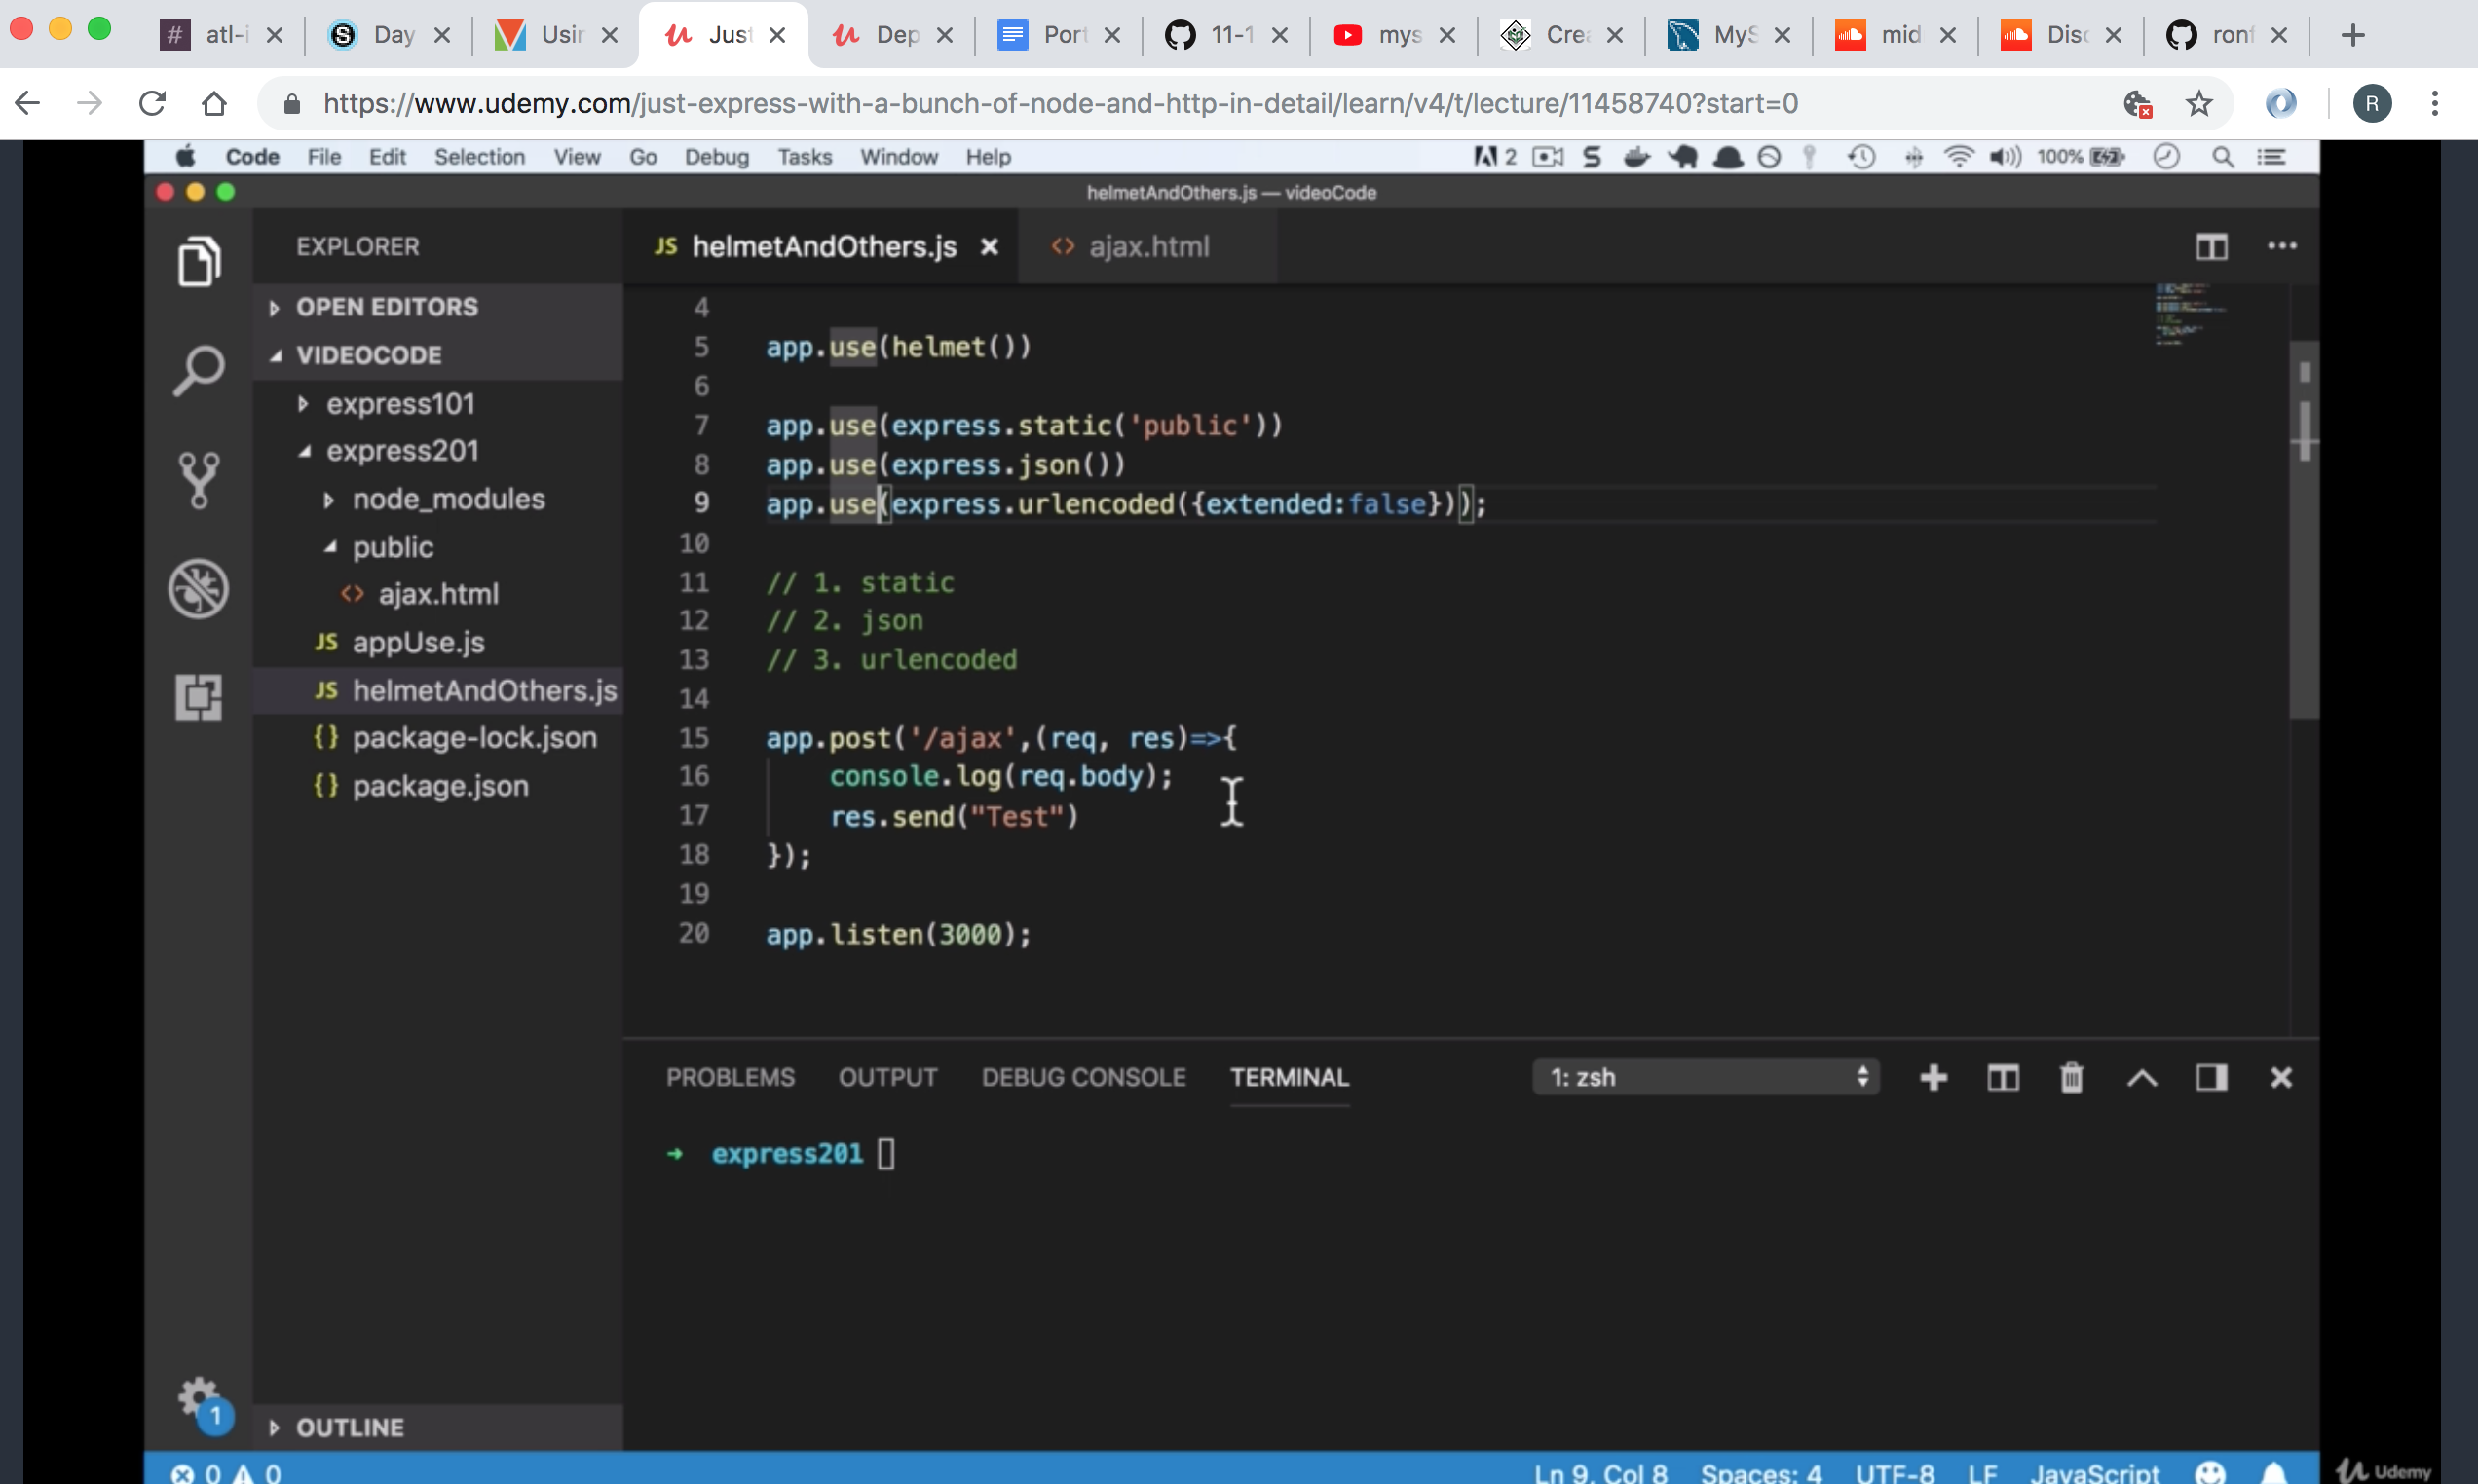 # atl-i
S Day
Usin
Just
Dep
Port
11-1
mys
Crea
MyS
mid
Disc
ronf
https://www.udemy.com/just-express-with-a-bunch-of-node-and-http-in-detail/learn/v4/t/lecture/11458740?start=0
R
Code File Edit Selection View Go Debug Tasks Window Help
2 S 100%
helmetAndOthers.js — videoCode
EXPLORER
JS helmetAndOthers.js
<> ajax.html
OPEN EDITORS
VIDEOCODE
express101
express201
node_modules
public
<> ajax.html
JS appUse.js
JS helmetAndOthers.js
{} package-lock.json
{} package.json
OUTLINE
1
4
5 app.use(helmet())
6
7 app.use(express.static('public'))
8 app.use(express.json())
9 app.use(express.urlencoded({extended:false}));
10
11 // 1. static
12 // 2. json
13 // 3. urlencoded
14
15 app.post('/ajax',(req, res)=>{
16 console.log(req.body);
17 res.send("Test")
18 });
19
20 app.listen(3000);
PROBLEMS OUTPUT DEBUG CONSOLE TERMINAL 1: zsh
→ express201
0 0 Ln 9, Col 8 Spaces: 4 UTF-8 LF JavaScript
Udemy